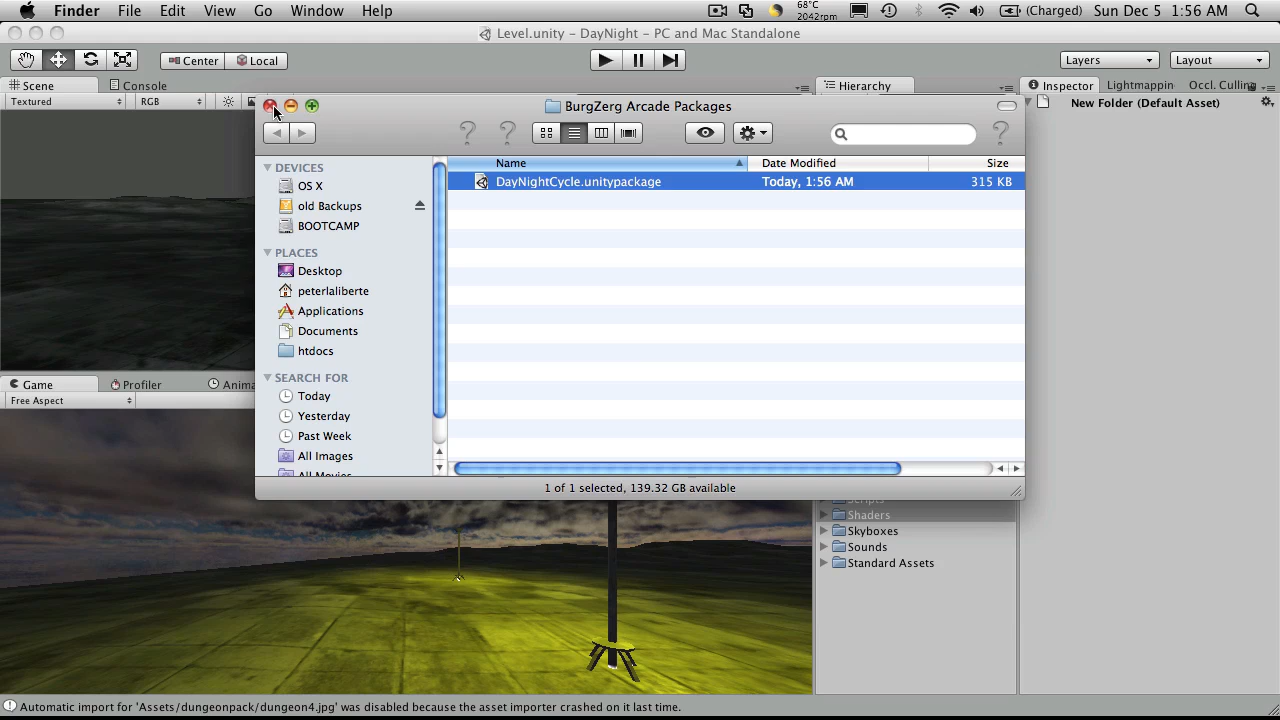 Finder File Edit View Go Window Help
68°C
2042rpm
(Charged) Sun Dec 5 1:56 AM
Level.unity - DayNight - PC and Mac Standalone
Center Local
Layers Layout
Scene Console
Hierarchy
Inspector Lightmappin Occl. Culling
Textured RGB
New Folder (Default Asset)
BurgZerg Arcade Packages
DEVICES
OS X
old Backups
BOOTCAMP
PLACES
Desktop
peterlaliberte
Applications
Documents
htdocs
SEARCH FOR
Today
Yesterday
Past Week
All Images
All Movies
Name Date Modified Size
DayNightCycle.unitypackage Today, 1:56 AM 315 KB
1 of 1 selected, 139.32 GB available
Game Profiler Anima
Free Aspect
Scripts
Shaders
Skyboxes
Sounds
Standard Assets
Automatic import for 'Assets/dungeonpack/dungeon4.jpg' was disabled because the asset importer crashed on it last time.